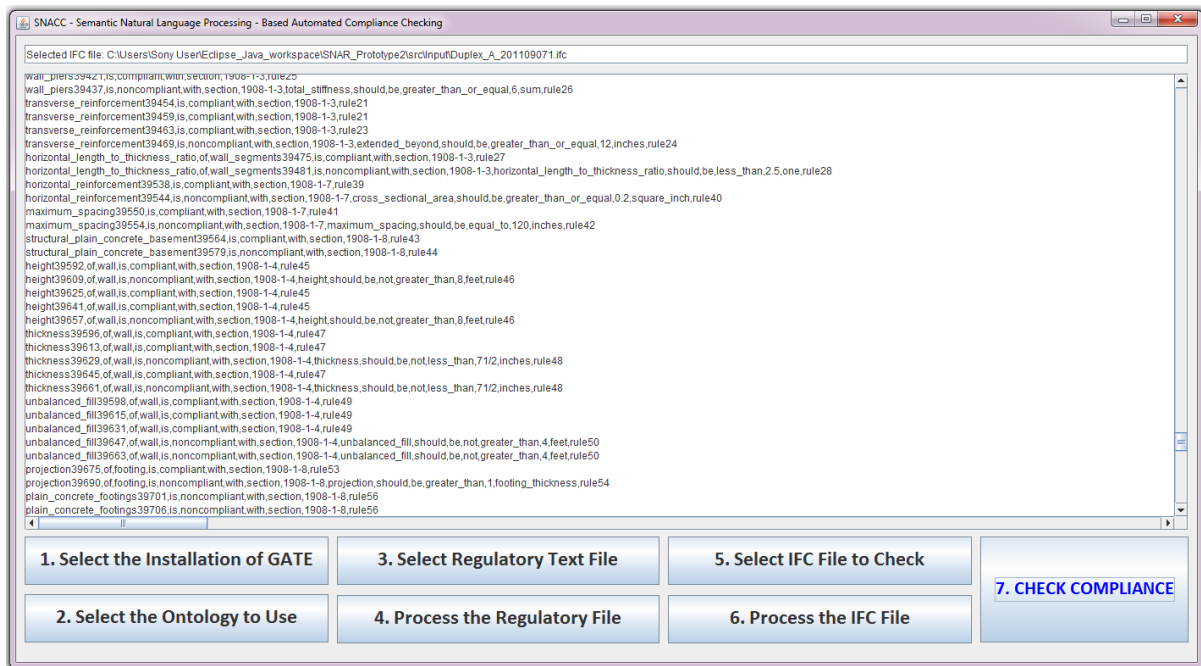 SNACC - Semantic Natural Language Processing - Based Automated Compliance Checking
Selected IFC file: C:\Users\Sony User\Eclipse_Java_workspace\SNAR_Prototype2\src\Input\Duplex_A_201109071.ifc
wall_piers39421,is,compliant,with,section,1908-1-3,rule25
wall_piers39437,is,noncompliant,with,section,1908-1-3,total_stiffness,should,be,greater_than_or_equal,6,sum,rule26
transverse_reinforcement39454,is,compliant,with,section,1908-1-3,rule21
transverse_reinforcement39459,is,compliant,with,section,1908-1-3,rule21
transverse_reinforcement39463,is,compliant,with,section,1908-1-3,rule23
transverse_reinforcement39469,is,noncompliant,with,section,1908-1-3,extended_beyond,should,be,greater_than_or_equal,12,inches,rule24
horizontal_length_to_thickness_ratio,of,wall_segments39475,is,compliant,with,section,1908-1-3,rule27
horizontal_length_to_thickness_ratio,of,wall_segments39481,is,noncompliant,with,section,1908-1-3,horizontal_length_to_thickness_ratio,should,be,less_than,2.5,one,rule28
horizontal_reinforcement39538,is,compliant,with,section,1908-1-7,rule39
horizontal_reinforcement39544,is,noncompliant,with,section,1908-1-7,cross_sectional_area,should,be,greater_than_or_equal,0.2,square_inch,rule40
maximum_spacing39550,is,compliant,with,section,1908-1-7,rule41
maximum_spacing39554,is,noncompliant,with,section,1908-1-7,maximum_spacing,should,be,equal_to,120,inches,rule42
structural_plain_concrete_basement39564,is,compliant,with,section,1908-1-8,rule43
structural_plain_concrete_basement39579,is,noncompliant,with,section,1908-1-8,rule44
height39592,of,wall,is,compliant,with,section,1908-1-4,rule45
height39609,of,wall,is,noncompliant,with,section,1908-1-4,height,should,be,not,greater_than,8,feet,rule46
height39625,of,wall,is,compliant,with,section,1908-1-4,rule45
height39641,of,wall,is,compliant,with,section,1908-1-4,rule45
height39657,of,wall,is,noncompliant,with,section,1908-1-4,height,should,be,not,greater_than,8,feet,rule46
thickness39596,of,wall,is,compliant,with,section,1908-1-4,rule47
thickness39613,of,wall,is,compliant,with,section,1908-1-4,rule47
thickness39629,of,wall,is,noncompliant,with,section,1908-1-4,thickness,should,be,not,less_than,71/2,inches,rule48
thickness39645,of,wall,is,compliant,with,section,1908-1-4,rule47
thickness39661,of,wall,is,noncompliant,with,section,1908-1-4,thickness,should,be,not,less_than,71/2,inches,rule48
unbalanced_fill39598,of,wall,is,compliant,with,section,1908-1-4,rule49
unbalanced_fill39615,of,wall,is,compliant,with,section,1908-1-4,rule49
unbalanced_fill39631,of,wall,is,compliant,with,section,1908-1-4,rule49
unbalanced_fill39647,of,wall,is,noncompliant,with,section,1908-1-4,unbalanced_fill,should,be,not,greater_than,4,feet,rule50
unbalanced_fill39663,of,wall,is,noncompliant,with,section,1908-1-4,unbalanced_fill,should,be,not,greater_than,4,feet,rule50
projection39675,of,footing,is,compliant,with,section,1908-1-8,rule53
projection39690,of,footing,is,noncompliant,with,section,1908-1-8,projection,should,be,greater_than,1,footing_thickness,rule54
plain_concrete_footings39701,is,noncompliant,with,section,1908-1-8,rule56
plain_concrete_footings39706,is,noncompliant,with,section,1908-1-8,rule56
1. Select the Installation of GATE
3. Select Regulatory Text File
5. Select IFC File to Check
7. CHECK COMPLIANCE
2. Select the Ontology to Use
4. Process the Regulatory File
6. Process the IFC File